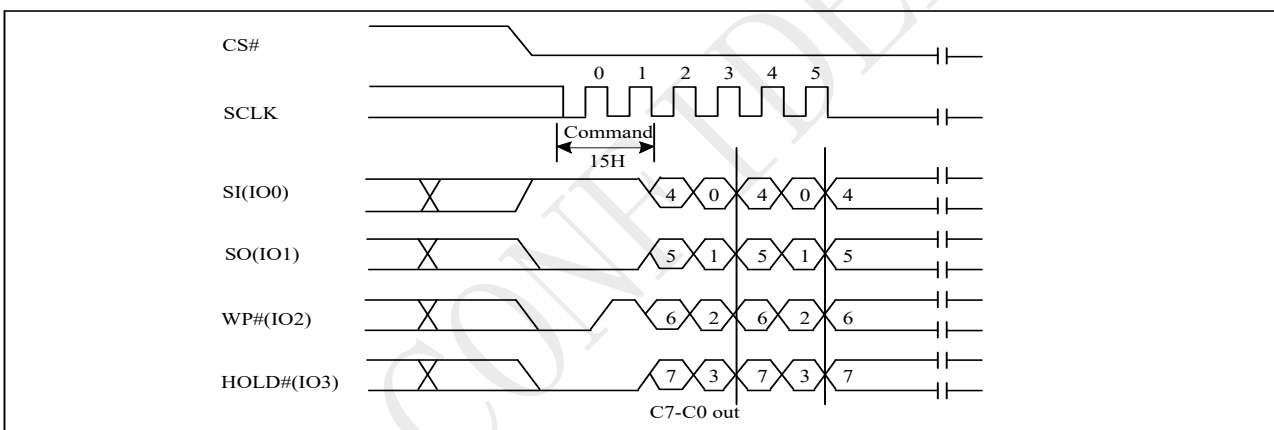 CS#
0 1 2 3 4 5
SCLK
Command
15H
SI(IO0) 4 0 4 0 4
SO(IO1) 5 1 5 1 5
WP#(IO2) 6 2 6 2 6
HOLD#(IO3) 7 3 7 3 7
C7-C0 out